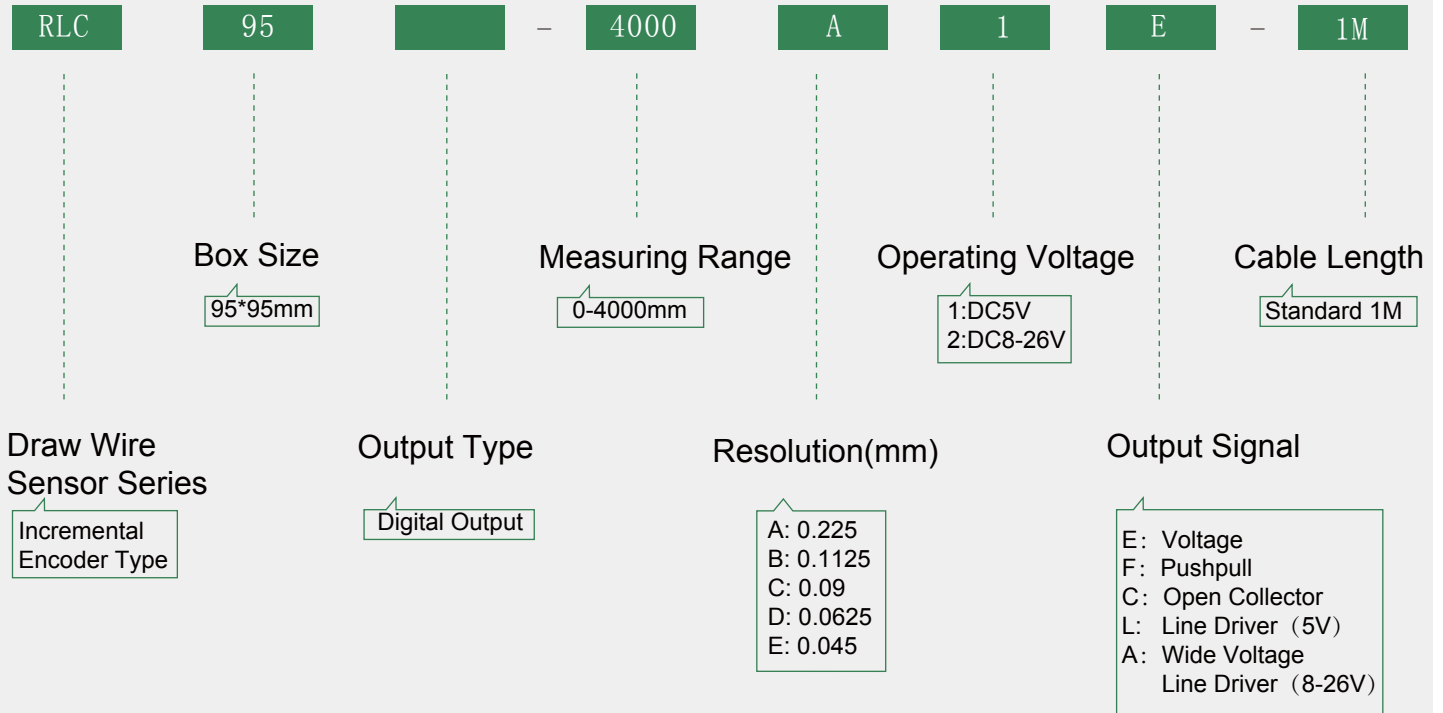 RLC 95 - 4000 A 1 E - 1M
Box Size
95*95mm
Measuring Range
0-4000mm
Operating Voltage
1:DC5V
2:DC8-26V
Cable Length
Standard 1M
Draw Wire
Sensor Series
Incremental
Encoder Type
Output Type
Digital Output
Resolution(mm)
A: 0.225
B: 0.1125
C: 0.09
D: 0.0625
E: 0.045
Output Signal
E: Voltage
F: Pushpull
C: Open Collector
L: Line Driver（5V）
A: Wide Voltage
Line Driver（8-26V）